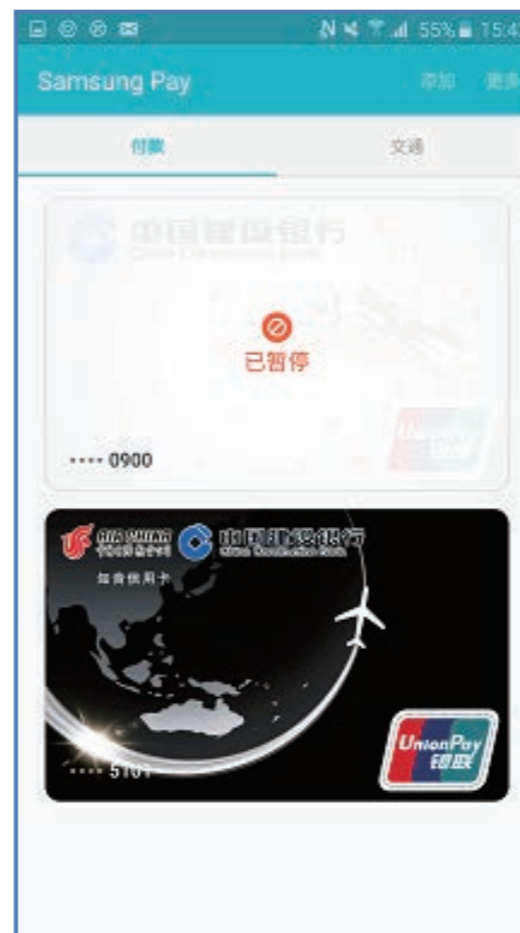 55% 15:42
Samsung Pay 添加 更多
付款 交通
中国建设银行
China Construction Bank
已暂停
UnionPay
•••• 0900
AIR CHINA 中国建设银行
China Construction Bank
知音信用卡
UnionPay
银联
•••• 5101